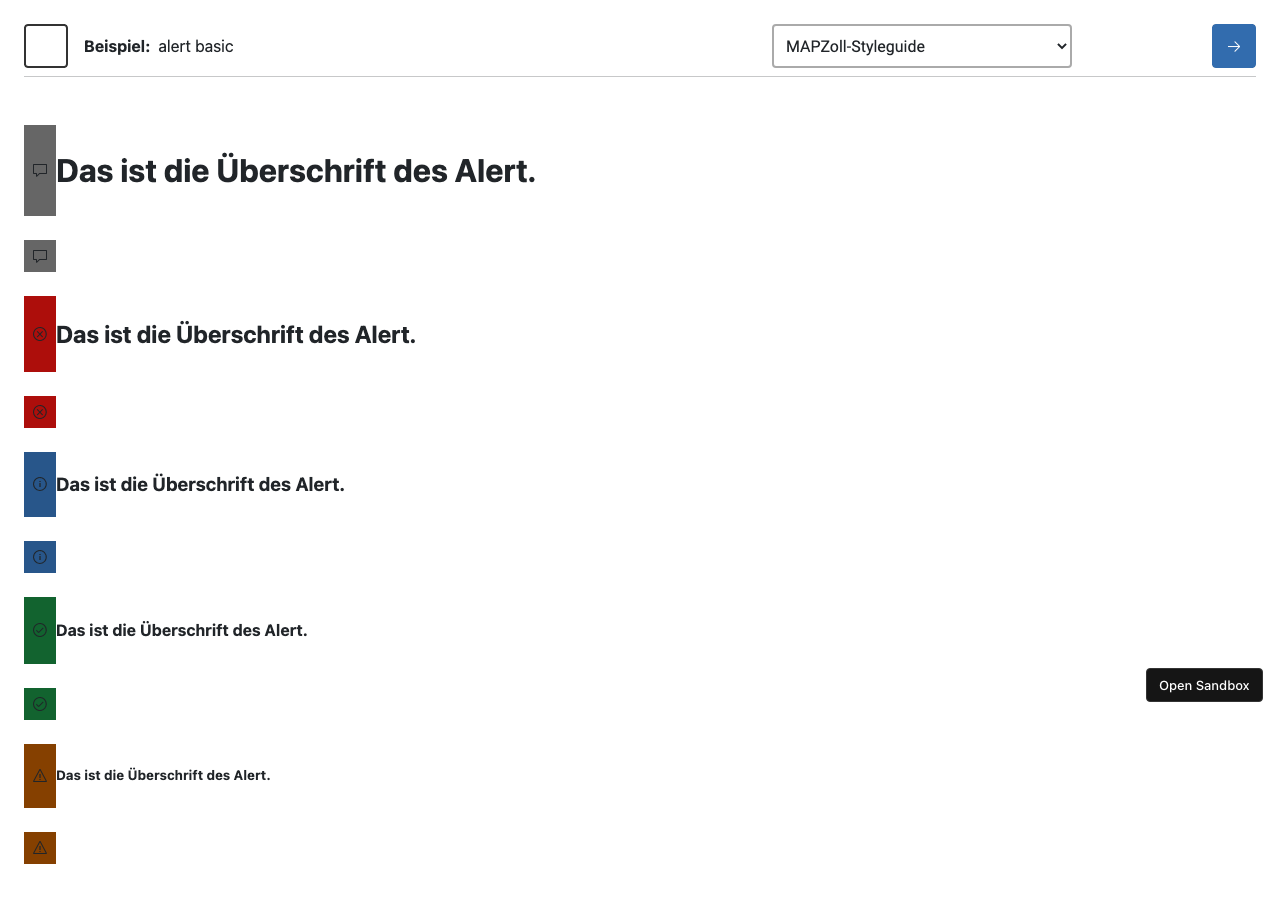 Beispiel: alert basic
MAPZoll-Styleguide
Das ist die Überschrift des Alert.
Das ist die Überschrift des Alert.
Das ist die Überschrift des Alert.
Das ist die Überschrift des Alert.
Open Sandbox
Das ist die Überschrift des Alert.